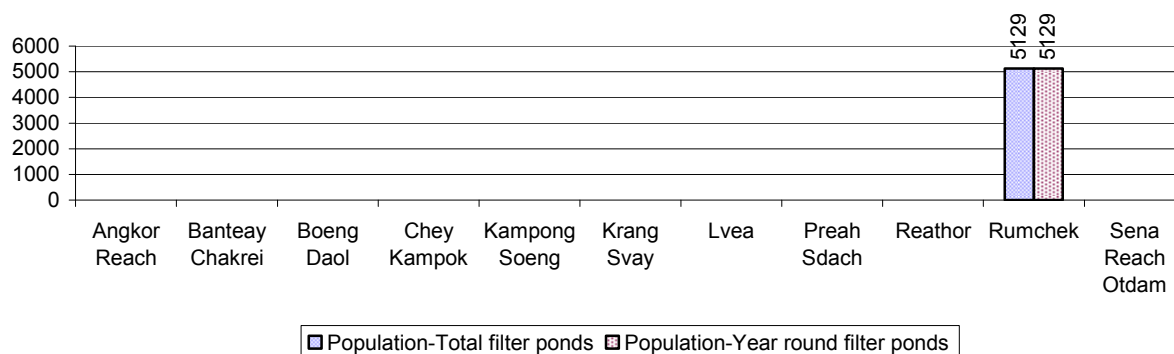 5129
5129
6000
5000
4000
3000
2000
1000
0
Angkor
Reach
Banteay
Chakrei
Boeng
Daol
Chey
Kampok
Kampong
Soeng
Krang
Svay
Lvea
Preah
Sdach
Reathor
Rumchek
Sena
Reach
Otdam
Population-Total filter ponds
Population-Year round filter ponds